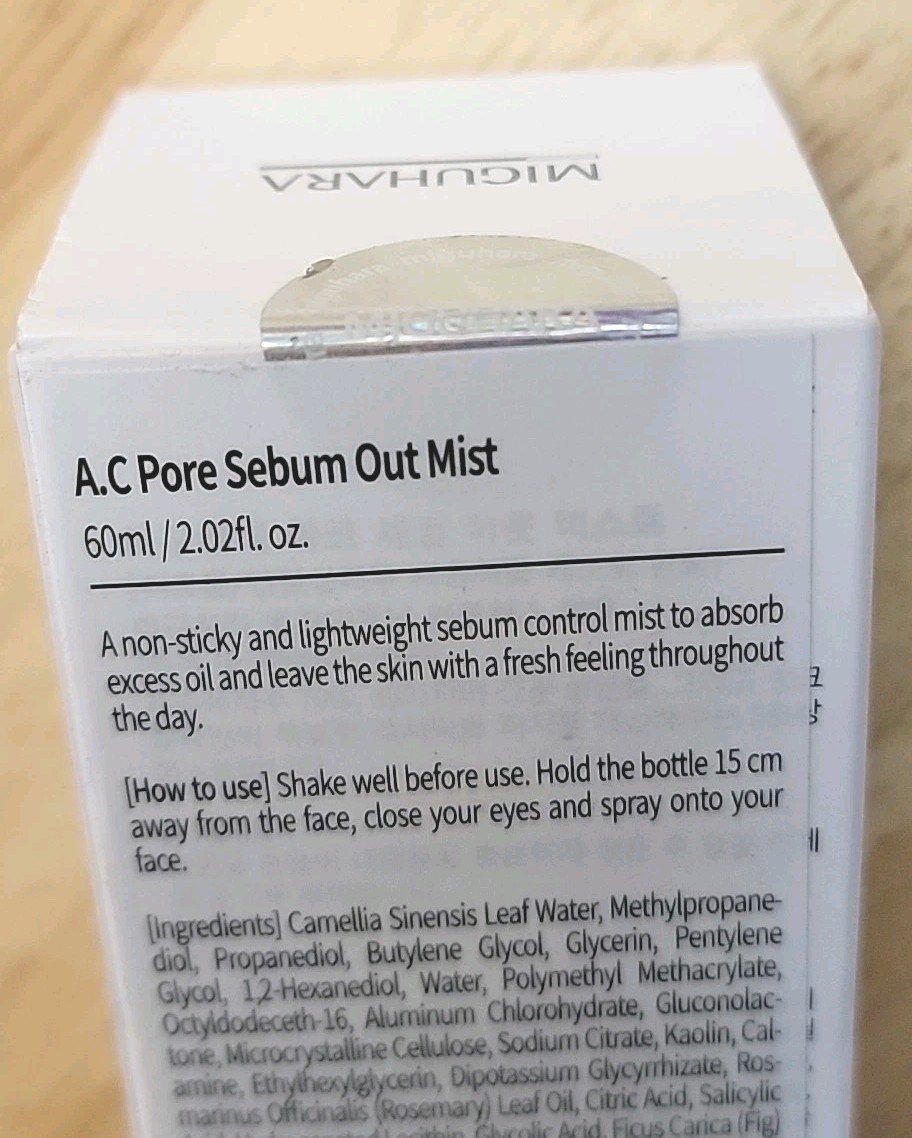 MIGUHARA
A.C Pore Sebum Out Mist
60ml / 2.02fl. oz.
A non-sticky and lightweight sebum control mist to absorb
excess oil and leave the skin with a fresh feeling throughout
the day.
[How to use] Shake well before use. Hold the bottle 15 cm
away from the face, close your eyes and spray onto your
face.
[Ingredients] Camellia Sinensis Leaf Water, Methylpropane-
diol, Propanediol, Butylene Glycol, Glycerin, Pentylene
Glycol, 1,2-Hexanediol, Water, Polymethyl Methacrylate,
Octyldodeceth-16, Aluminum Chlorohydrate, Gluconolac-
tone, Microcrystalline Cellulose, Sodium Citrate, Kaolin, Cal-
amine, Ethylhexylglycerin, Dipotassium Glycyrrhizate, Ros-
marinus Officinalis (Rosemary) Leaf Oil, Citric Acid, Salicylic
Glycolic Acid, Ficus Carica (Fig)